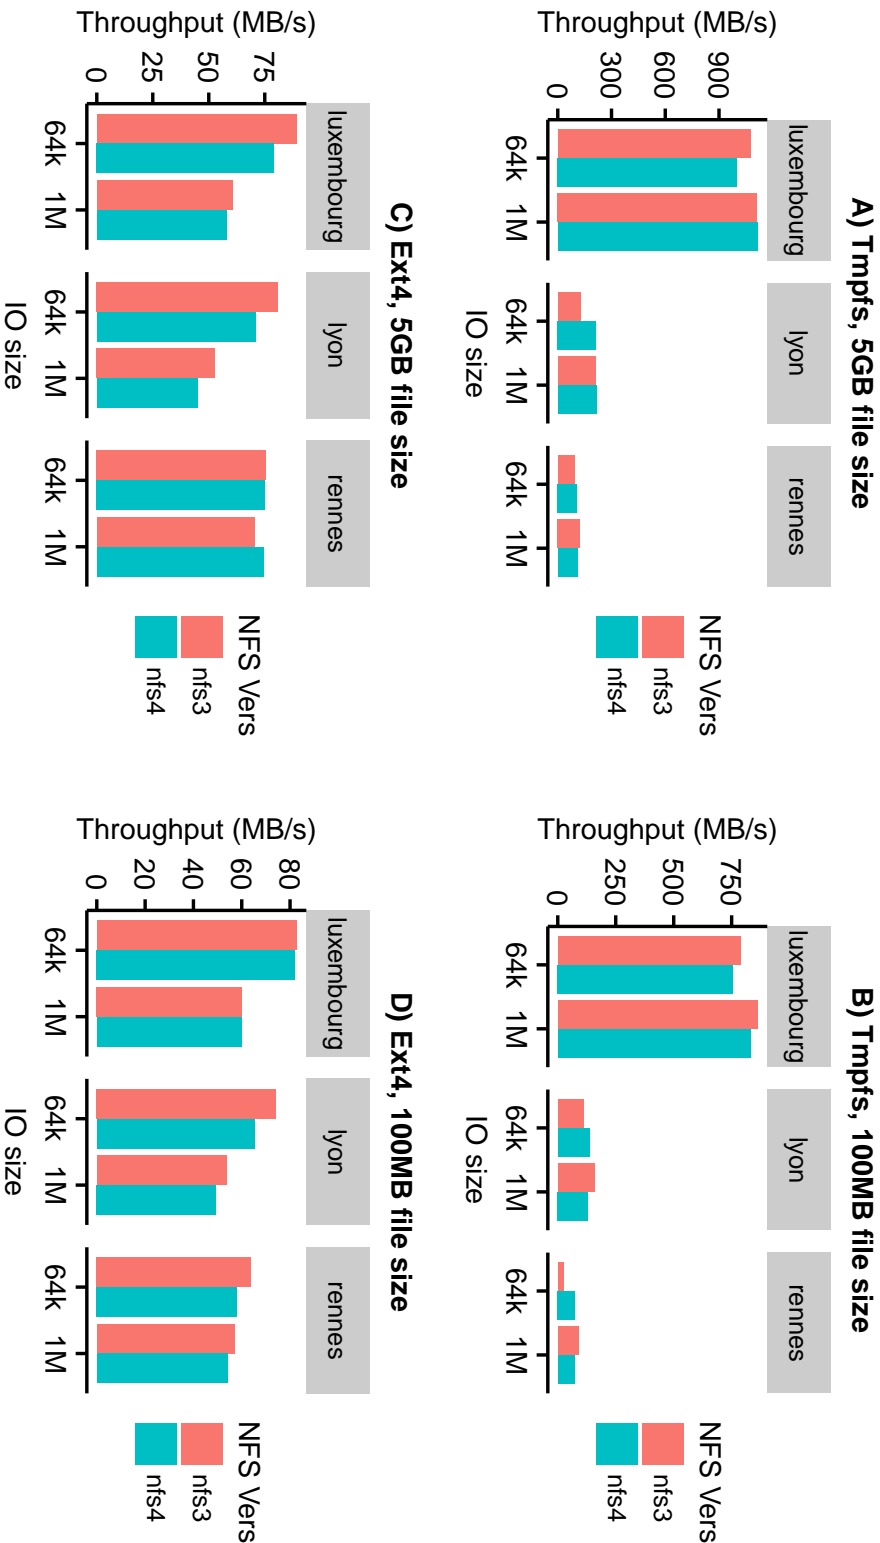 A) Tmpfs, 5GB file size
luxembourg lyon rennes
Throughput (MB/s)
900
600
300
0
64k 1M 64k 1M 64k 1M
IO size
NFS Vers
nfs3
nfs4
B) Tmpfs, 100MB file size
luxembourg lyon rennes
Throughput (MB/s)
750
500
250
0
64k 1M 64k 1M 64k 1M
IO size
NFS Vers
nfs3
nfs4
C) Ext4, 5GB file size
luxembourg lyon rennes
Throughput (MB/s)
75
50
25
0
64k 1M 64k 1M 64k 1M
IO size
NFS Vers
nfs3
nfs4
D) Ext4, 100MB file size
luxembourg lyon rennes
Throughput (MB/s)
80
60
40
20
0
64k 1M 64k 1M 64k 1M
IO size
NFS Vers
nfs3
nfs4